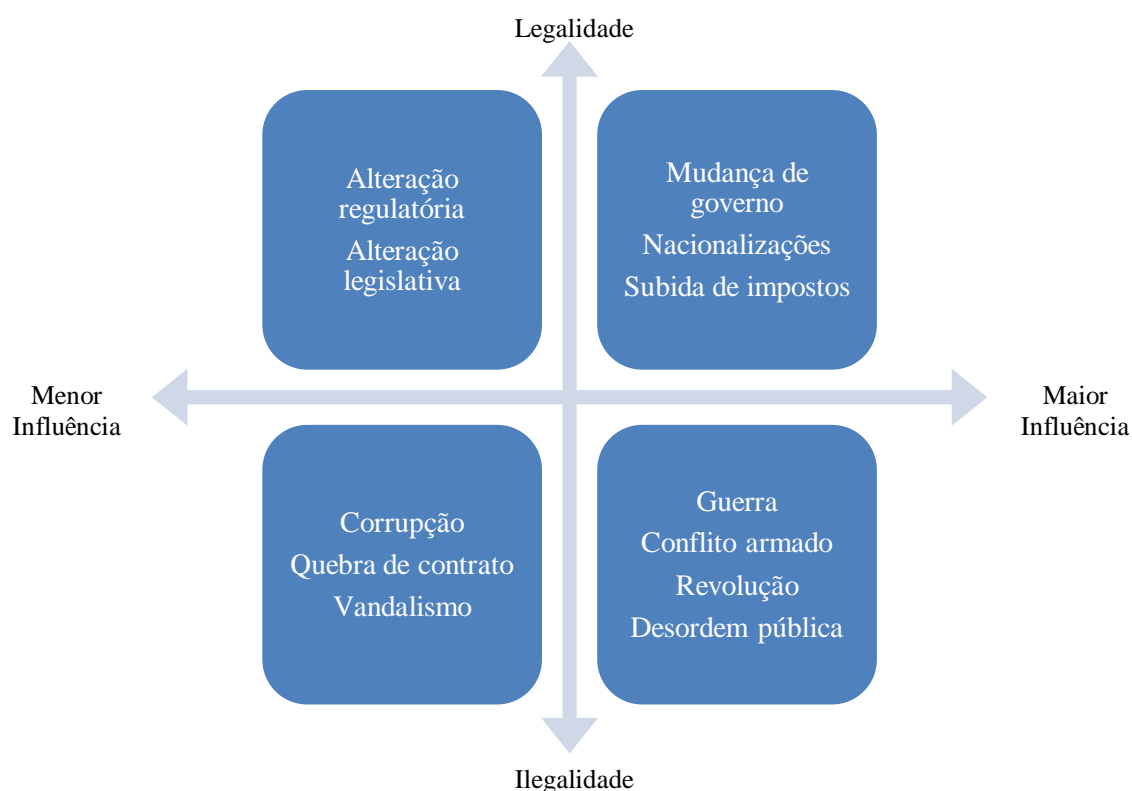 Legalidade
Alteração
regulatória
Alteração
legislativa
Mudança de
governo
Nacionalizações
Subida de impostos
Menor
Influência
Maior
Influência
Corrupção
Quebra de contrato
Vandalismo
Guerra
Conflito armado
Revolução
Desordem pública
Ilegalidade